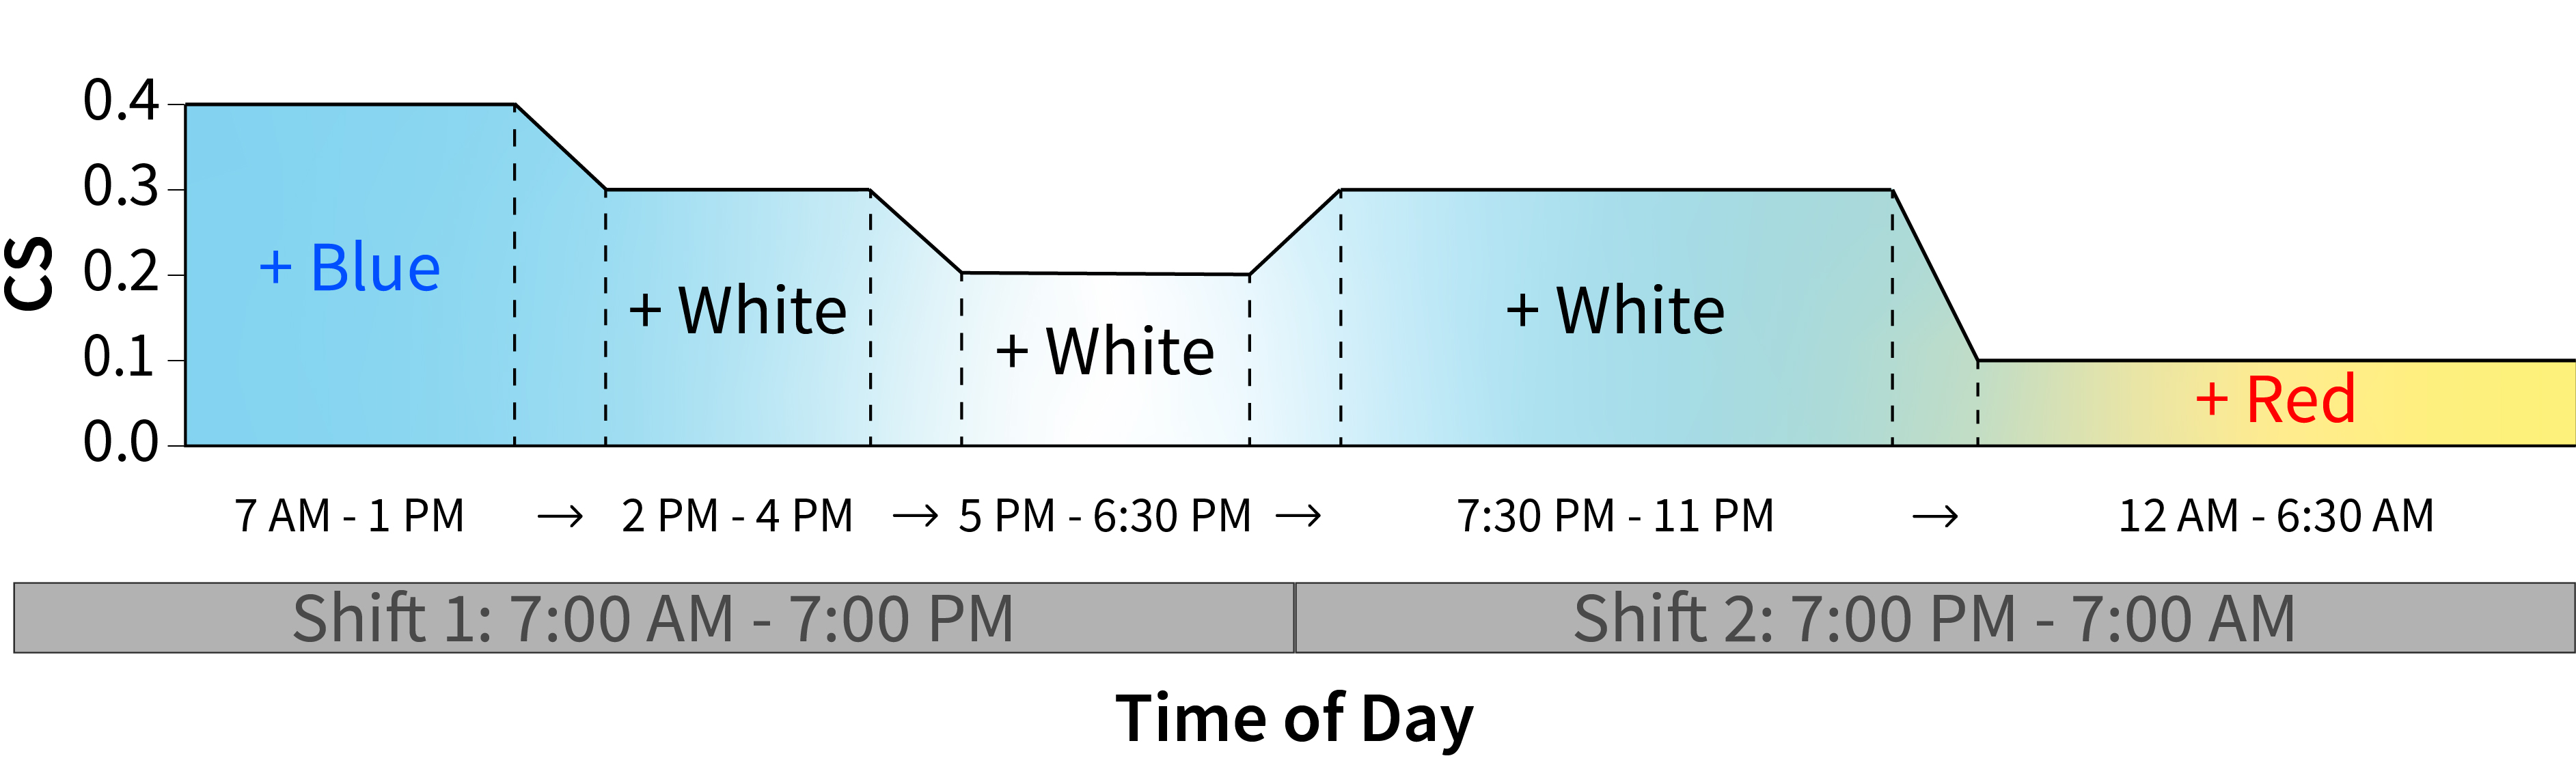 0.4
0.3
0.2
0.1
0.0
CS
+ Blue
+ White
+ White
+ White
+ Red
7 AM - 1 PM → 2 PM - 4 PM → 5 PM - 6:30 PM → 7:30 PM - 11 PM → 12 AM - 6:30 AM
Shift 1: 7:00 AM - 7:00 PM
Shift 2: 7:00 PM - 7:00 AM
Time of Day